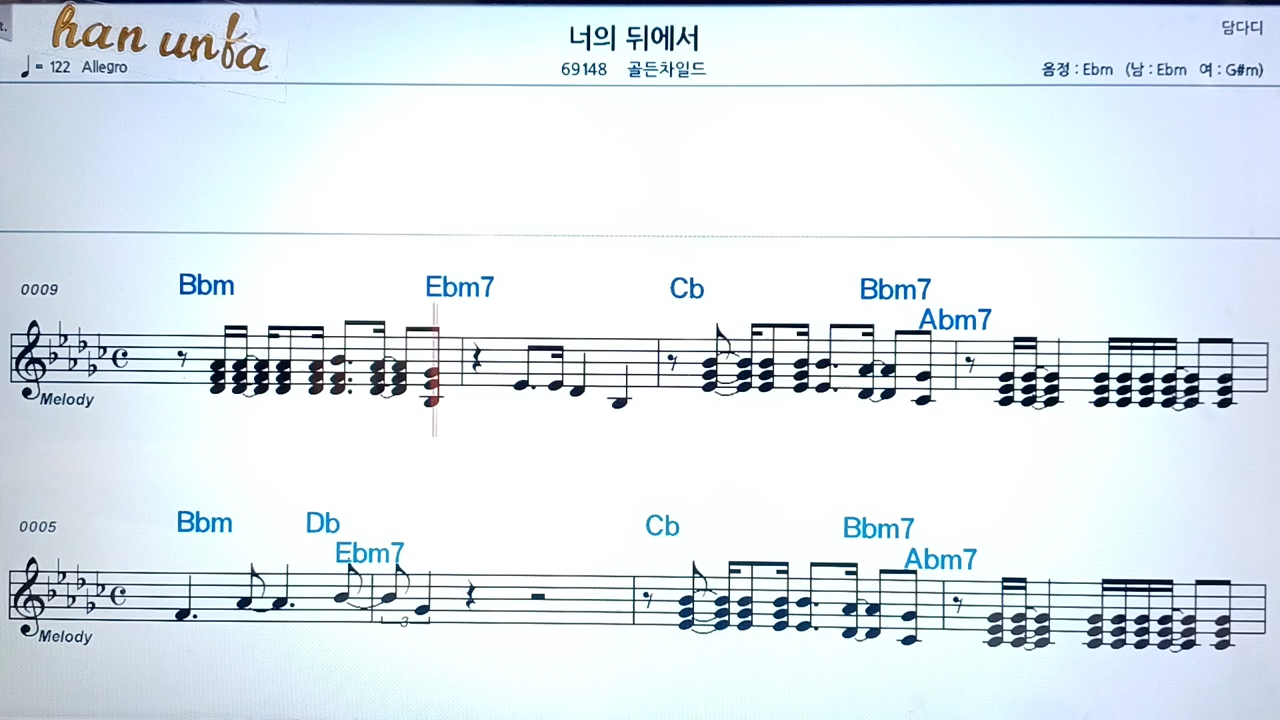 t.
han unfa
너의 뒤에서
담다디
♩= 122 Allegro
69148 골든차일드
음정 : Ebm (남 : Ebm 여 : G#m)
0009
Bbm Ebm7 Cb Bbm7
Abm7
Melody
0005
Bbm Db Cb Bbm7
Ebm7 Abm7
3
Melody